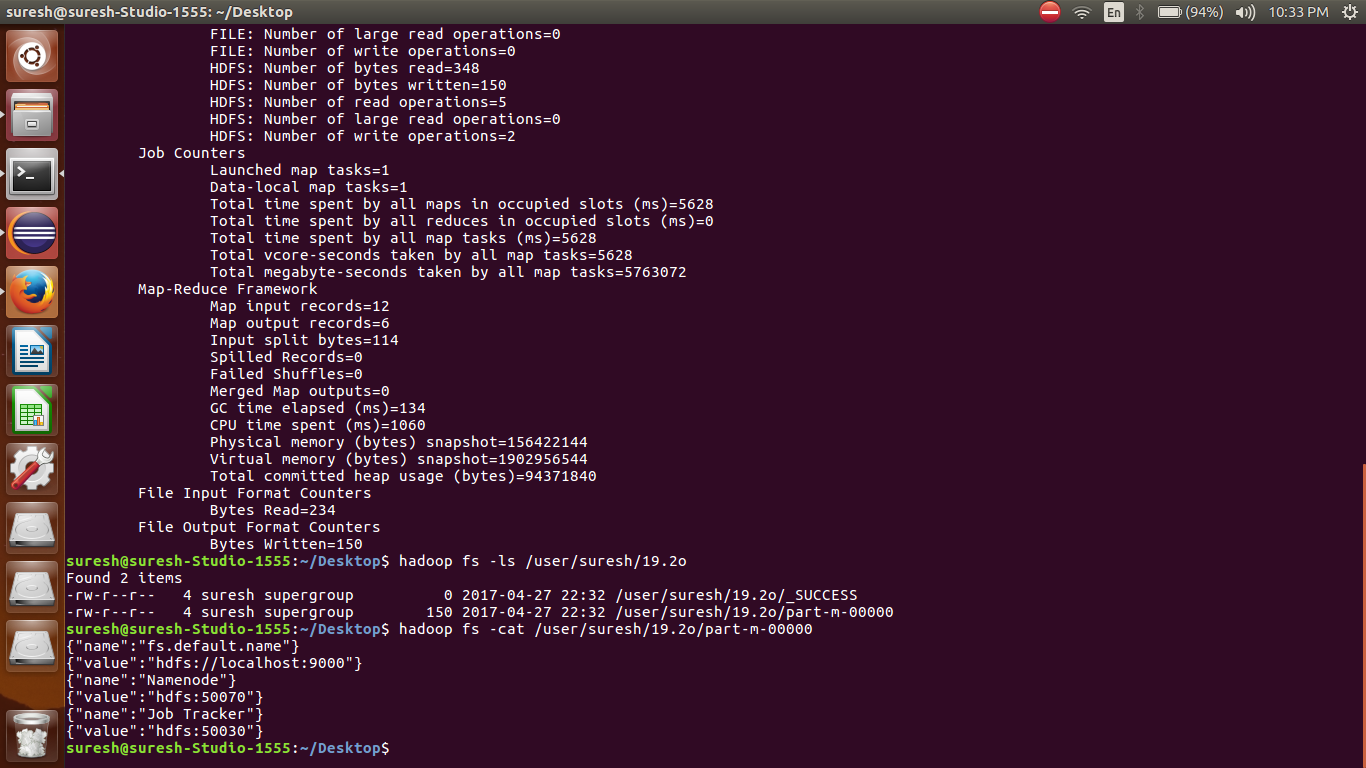 suresh@suresh-Studio-1555: ~/Desktop
En
(94%)
10:33 PM
FILE: Number of large read operations=0
FILE: Number of write operations=0
HDFS: Number of bytes read=348
HDFS: Number of bytes written=150
HDFS: Number of read operations=5
HDFS: Number of large read operations=0
HDFS: Number of write operations=2
Job Counters
Launched map tasks=1
Data-local map tasks=1
Total time spent by all maps in occupied slots (ms)=5628
Total time spent by all reduces in occupied slots (ms)=0
Total time spent by all map tasks (ms)=5628
Total vcore-seconds taken by all map tasks=5628
Total megabyte-seconds taken by all map tasks=5763072
Map-Reduce Framework
Map input records=12
Map output records=6
Input split bytes=114
Spilled Records=0
Failed Shuffles=0
Merged Map outputs=0
GC time elapsed (ms)=134
CPU time spent (ms)=1060
Physical memory (bytes) snapshot=156422144
Virtual memory (bytes) snapshot=1902956544
Total committed heap usage (bytes)=94371840
File Input Format Counters
Bytes Read=234
File Output Format Counters
Bytes Written=150
suresh@suresh-Studio-1555:~/Desktop$ hadoop fs -ls /user/suresh/19.2o
Found 2 items
-rw-r--r--   4 suresh supergroup          0 2017-04-27 22:32 /user/suresh/19.2o/_SUCCESS
-rw-r--r--   4 suresh supergroup        150 2017-04-27 22:32 /user/suresh/19.2o/part-m-00000
suresh@suresh-Studio-1555:~/Desktop$ hadoop fs -cat /user/suresh/19.2o/part-m-00000
{"name":"fs.default.name"}
{"value":"hdfs://localhost:9000"}
{"name":"Namenode"}
{"value":"hdfs:50070"}
{"name":"Job Tracker"}
{"value":"hdfs:50030"}
suresh@suresh-Studio-1555:~/Desktop$